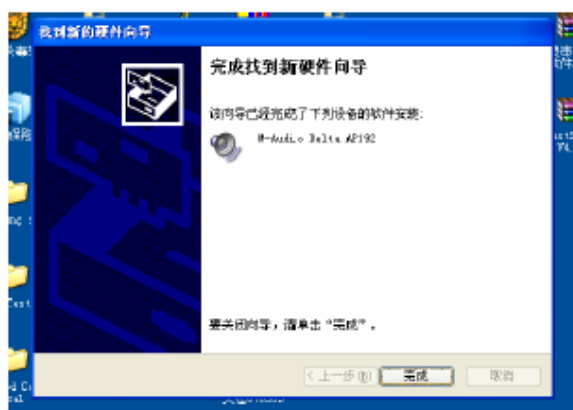 找到新的硬件向导
完成找到新硬件向导
该向导已经完成了下列设备的软件安装:
M-Audio Delta AP192
要关闭向导，请单击“完成”。
< 上一步(B)
完成
取消